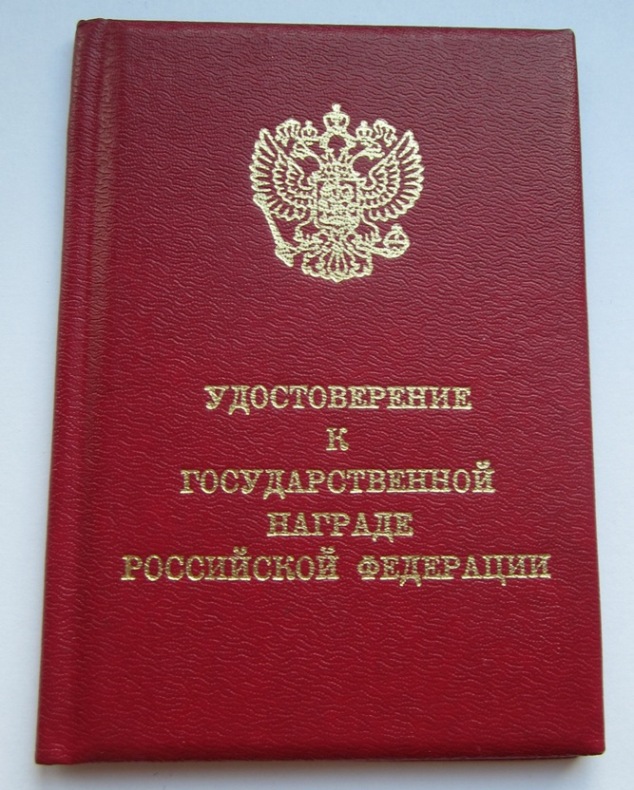 УДОСТОВЕРЕНИЕ
К
ГОСУДАРСТВЕННОЙ
НАГРАДЕ
РОССИЙСКОЙ ФЕДЕРАЦИИ